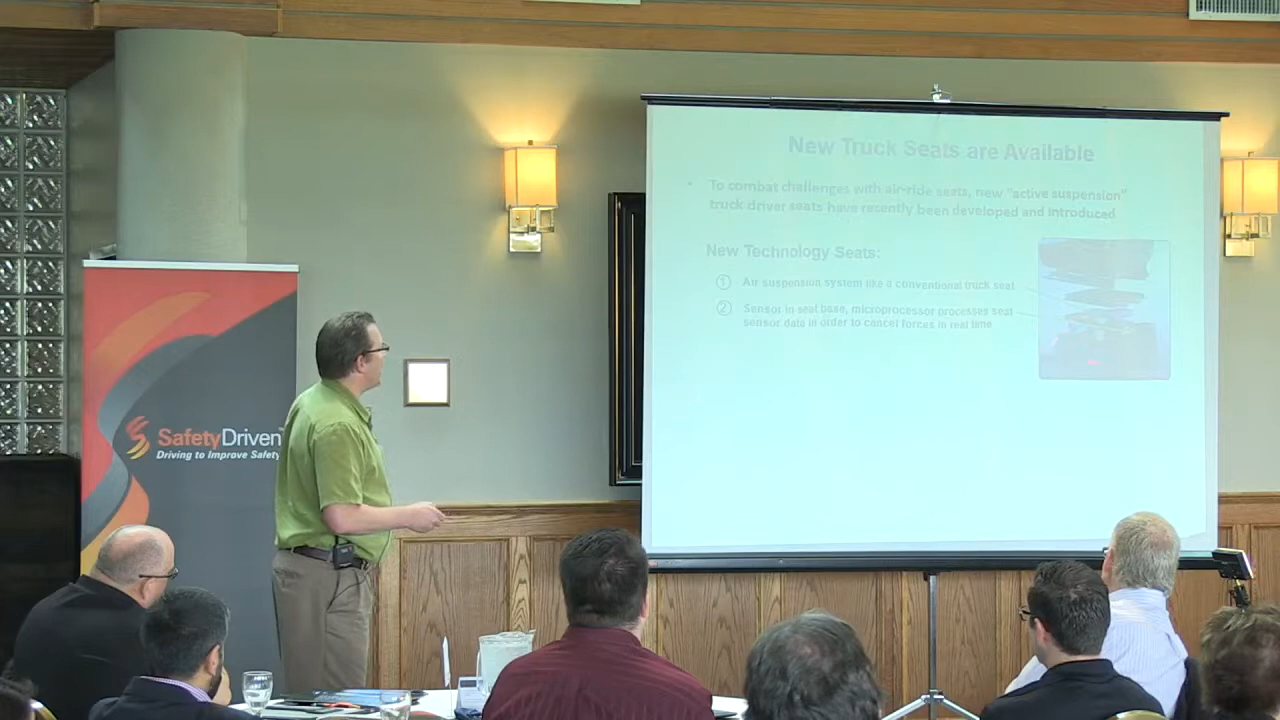 New Truck Seats are Available
• To combat challenges with air-ride seats, new "active suspension"
truck driver seats have recently been developed and introduced
New Technology Seats:
① Air suspension system like a conventional truck seat
② Sensor in seat base, microprocessor processes seat
sensor data in order to cancel forces in real time
SafetyDriven
Driving to Improve Safety